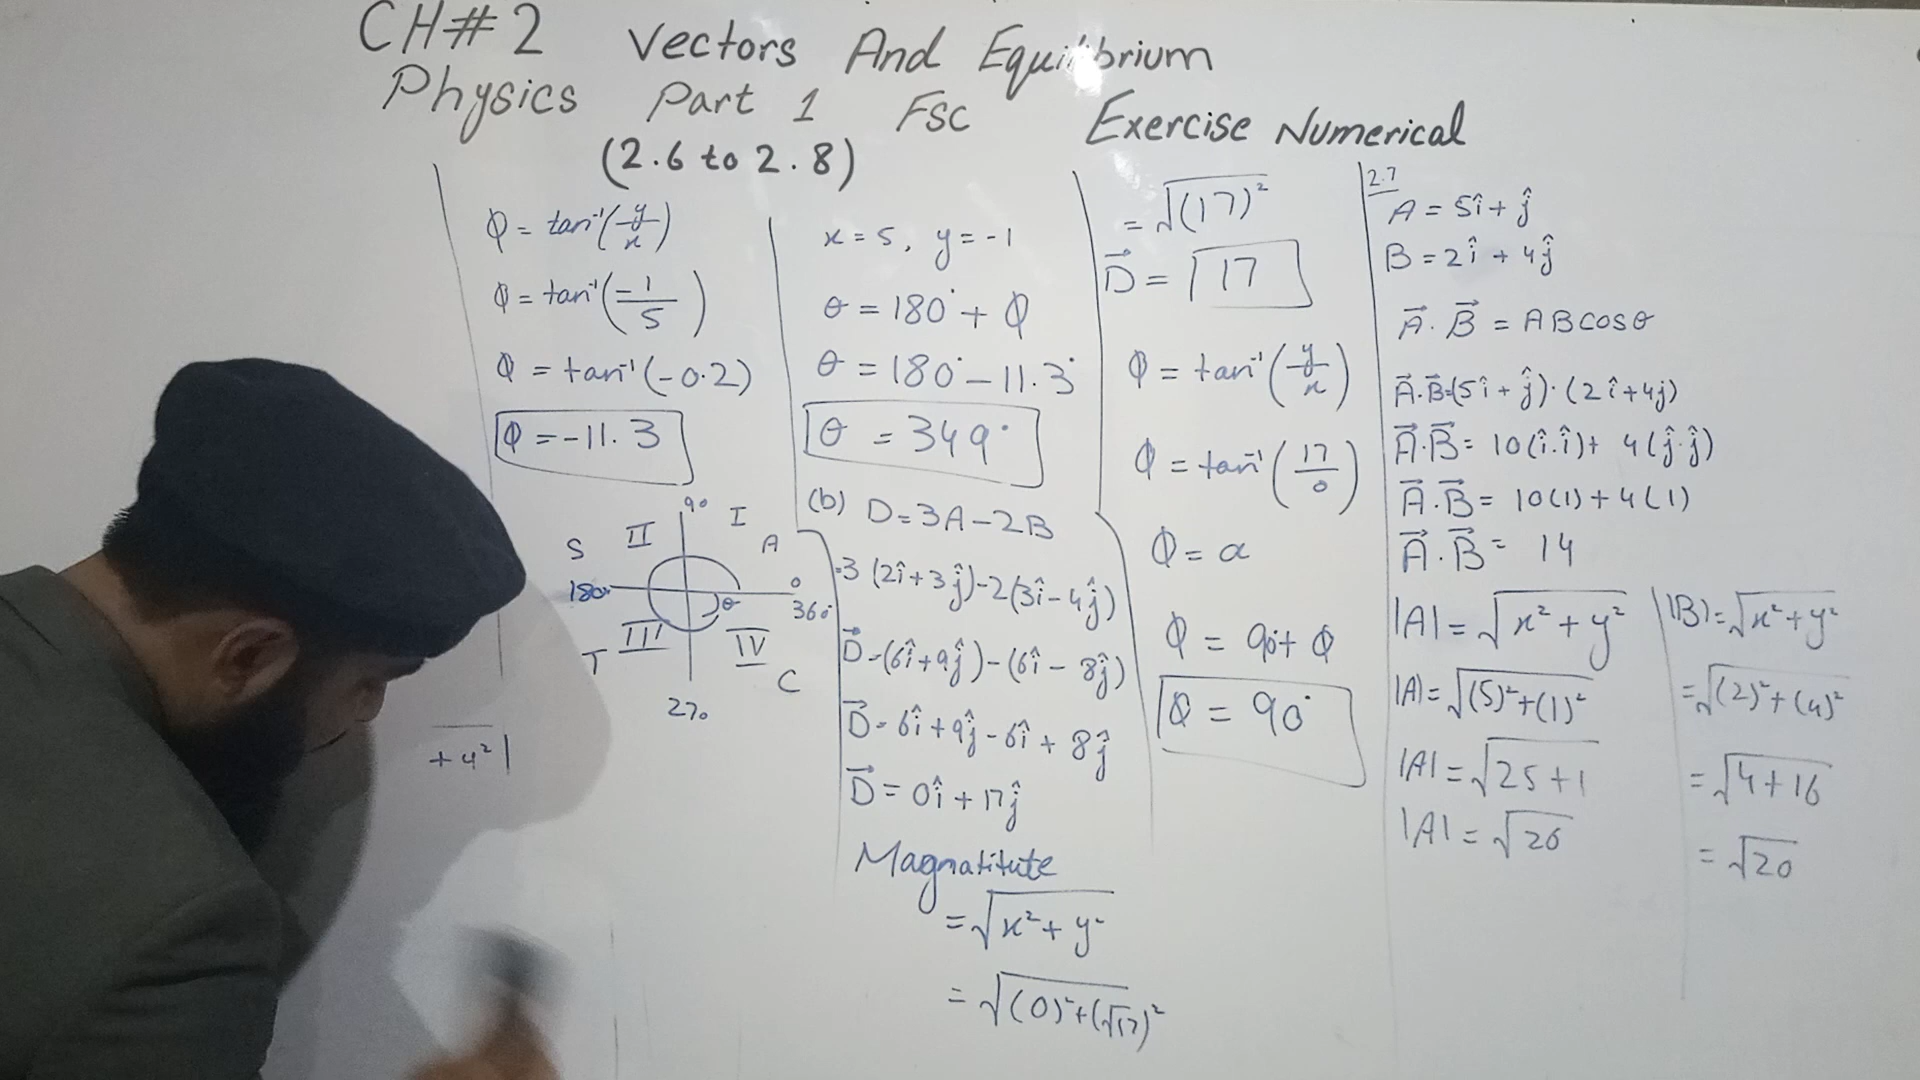 CH#2 Vectors And Equilibrium
Physics Part 1 FSC Exercise Numerical
(2.6 to 2.8)
Φ = tan⁻¹(y/x)
Φ = tan⁻¹(-1/5)
Φ = tan⁻¹(-0.2)
Φ = -11.3
90
I
II
S
A
180°
0
360°
θ
III
IV
T
C
270
+ 4²
x = 5, y = -1
θ = 180° + Φ
θ = 180° - 11.3°
θ = 349°
(b) D = 3A - 2B
3 (2î + 3ĵ) - 2(3î - 4ĵ)
D⃗ = (6î + 9ĵ) - (6î - 8ĵ)
D⃗ = 6î + 9ĵ - 6î + 8ĵ
D⃗ = 0î + 17ĵ
Magnatitute
= √x² + y²
= √(0)² + (√17)²
= √(17)²
D⃗ = 17
Φ = tan⁻¹(y/x)
Φ = tan⁻¹(17/0)
Φ = α
Φ = 90° + Φ
Φ = 90°
2.7
A = 5î + ĵ
B = 2î + 4ĵ
A⃗ . B⃗ = A B cos θ
A⃗ . B⃗ = (5î + ĵ) . (2î + 4j)
A⃗ . B⃗ = 10(î.î) + 4(ĵ.ĵ)
A⃗ . B⃗ = 10(1) + 4(1)
A⃗ . B⃗ = 14
|A| = √x² + y²
|A| = √(5)² + (1)²
|A| = √25 + 1
|A| = √26
|B| = √x² + y²
= √(2)² + (4)²
= √4 + 16
= √20